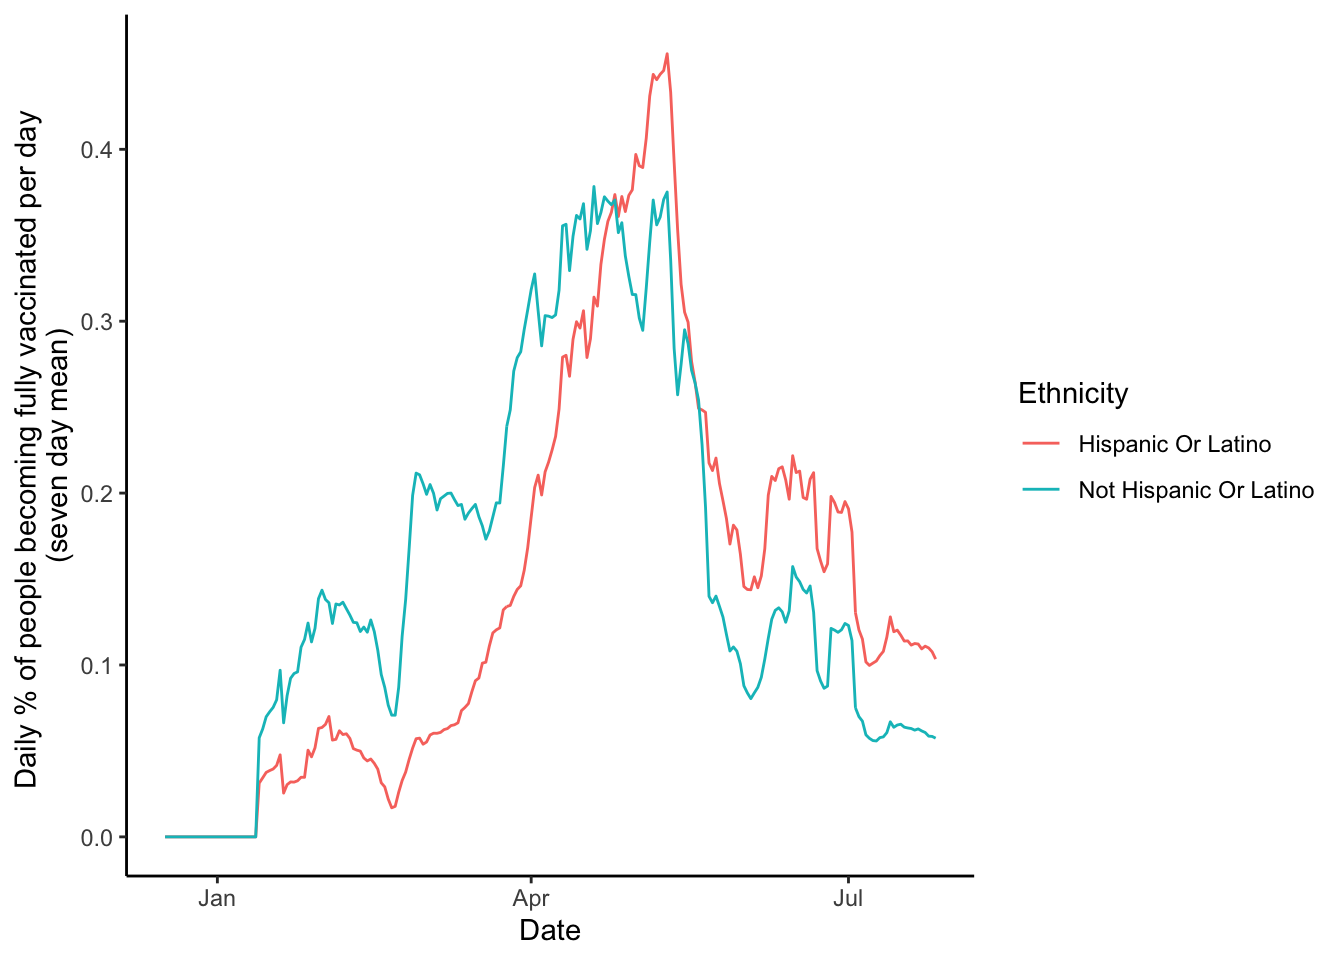 Daily % of people becoming fully vaccinated per day
(seven day mean)
0.4
0.3
0.2
0.1
0.0
Jan
Apr
Jul
Date
Ethnicity
Hispanic Or Latino
Not Hispanic Or Latino